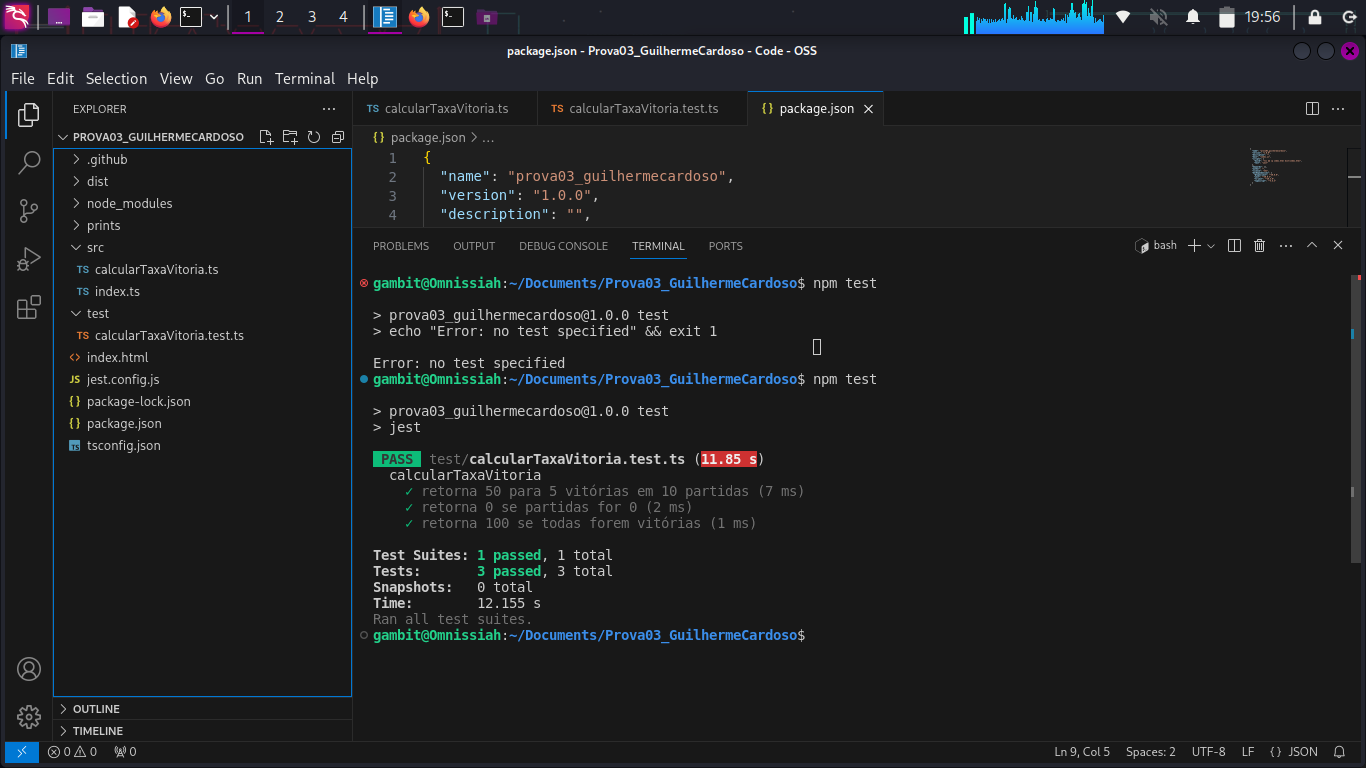 1 2 3 4 19:56
package.json - Prova03_GuilhermeCardoso - Code - OSS
File Edit Selection View Go Run Terminal Help
EXPLORER
PROVA03_GUILHERMECARDOSO
.github
dist
node_modules
prints
src
TS calcularTaxaVitoria.ts
TS index.ts
test
TS calcularTaxaVitoria.test.ts
<> index.html
JS jest.config.js
{} package-lock.json
{} package.json
TS tsconfig.json
OUTLINE
TIMELINE
TS calcularTaxaVitoria.ts TS calcularTaxaVitoria.test.ts {} package.json
{} package.json > ...
1 {
2 "name": "prova03_guilhermecardoso",
3 "version": "1.0.0",
4 "description": "",
PROBLEMS OUTPUT DEBUG CONSOLE TERMINAL PORTS bash
gambit@Omnissiah:~/Documents/Prova03_GuilhermeCardoso$ npm test
> prova03_guilhermecardoso@1.0.0 test
> echo "Error: no test specified" && exit 1
Error: no test specified
gambit@Omnissiah:~/Documents/Prova03_GuilhermeCardoso$ npm test
> prova03_guilhermecardoso@1.0.0 test
> jest
PASS test/calcularTaxaVitoria.test.ts (11.85 s)
calcularTaxaVitoria
✓ retorna 50 para 5 vitórias em 10 partidas (7 ms)
✓ retorna 0 se partidas for 0 (2 ms)
✓ retorna 100 se todas forem vitórias (1 ms)
Test Suites: 1 passed, 1 total
Tests: 3 passed, 3 total
Snapshots: 0 total
Time: 12.155 s
Ran all test suites.
gambit@Omnissiah:~/Documents/Prova03_GuilhermeCardoso$
0 0 0 Ln 9, Col 5 Spaces: 2 UTF-8 LF {} JSON